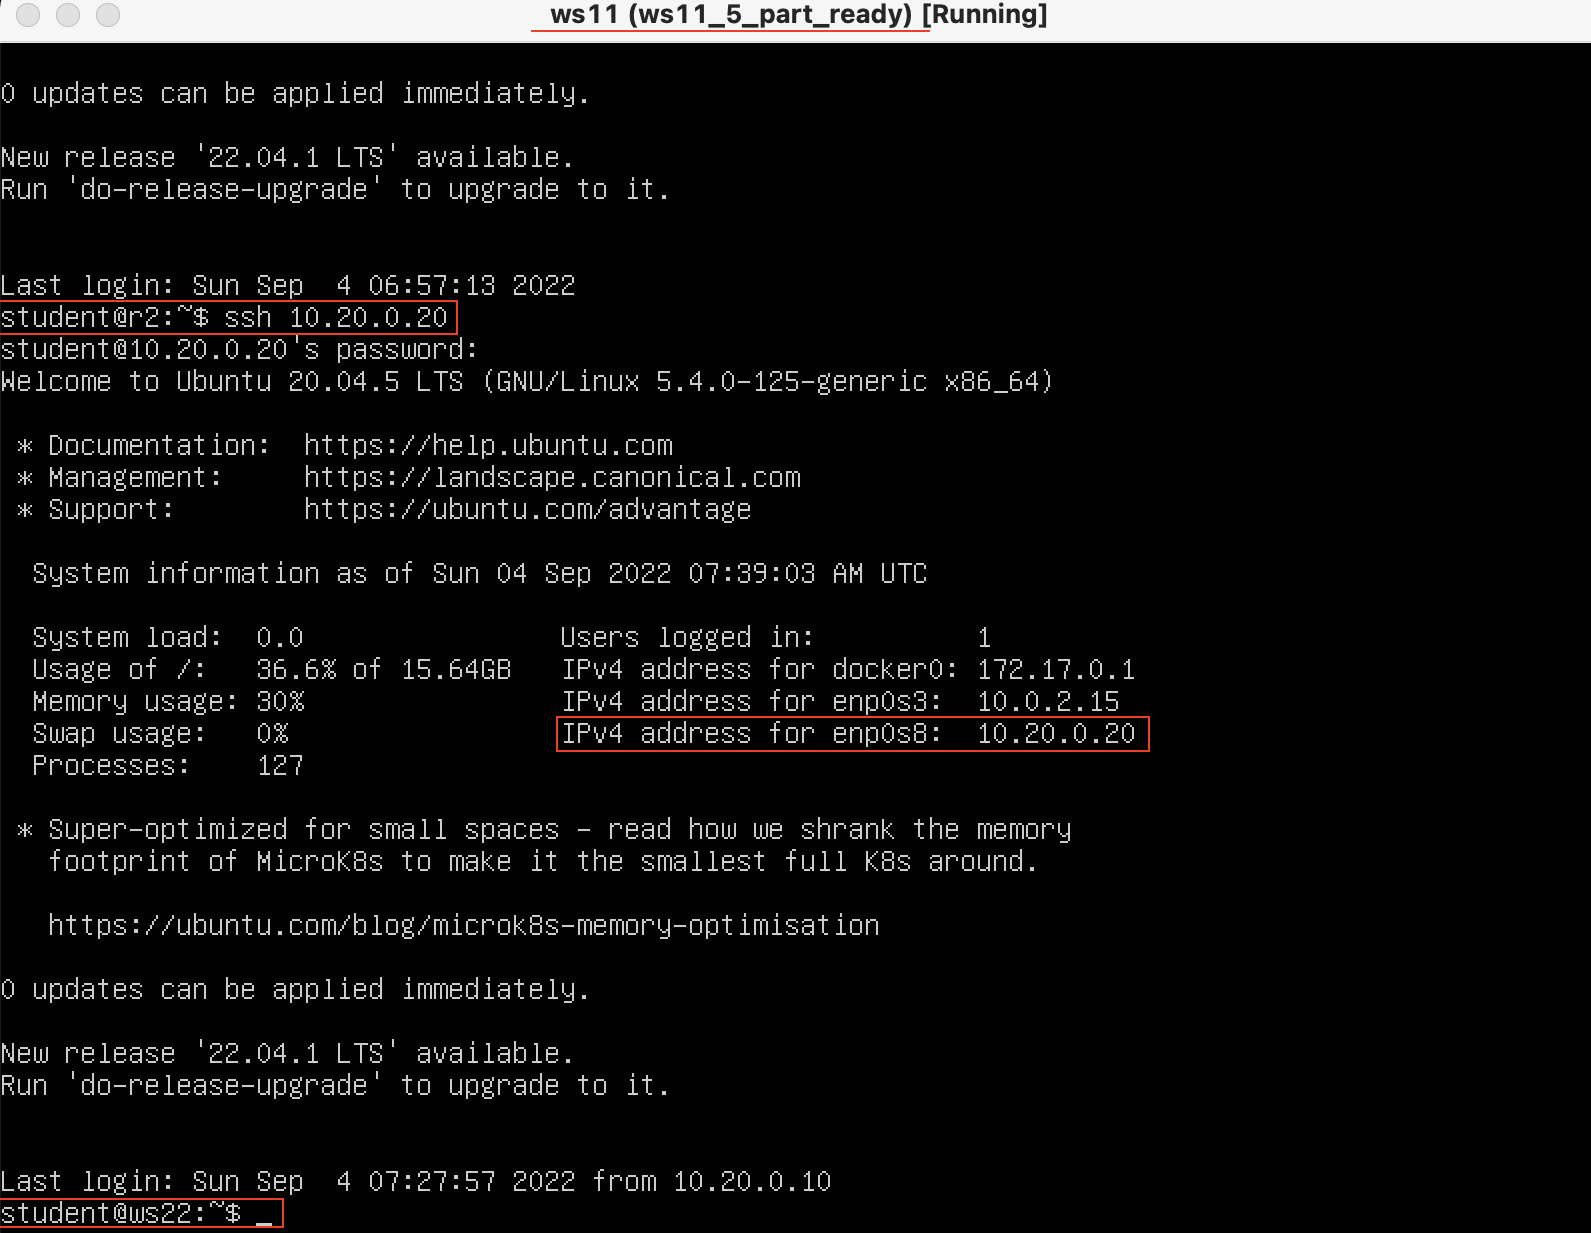 ws11 (ws11_5_part_ready) [Running]
0 updates can be applied immediately.
New release '22.04.1 LTS' available.
Run 'do-release-upgrade' to upgrade to it.
Last login: Sun Sep  4 06:57:13 2022
student@r2:~$ ssh 10.20.0.20
student@10.20.0.20's password:
Welcome to Ubuntu 20.04.5 LTS (GNU/Linux 5.4.0-125-generic x86_64)
* Documentation:  https://help.ubuntu.com
* Management:     https://landscape.canonical.com
* Support:        https://ubuntu.com/advantage
System information as of Sun 04 Sep 2022 07:39:03 AM UTC
System load:  0.0                Users logged in:          1
Usage of /:   36.6% of 15.64GB   IPv4 address for docker0: 172.17.0.1
Memory usage: 30%                IPv4 address for enp0s3:  10.0.2.15
Swap usage:   0%                 IPv4 address for enp0s8:  10.20.0.20
Processes:    127
* Super-optimized for small spaces - read how we shrank the memory
footprint of MicroK8s to make it the smallest full K8s around.
https://ubuntu.com/blog/microk8s-memory-optimisation
0 updates can be applied immediately.
New release '22.04.1 LTS' available.
Run 'do-release-upgrade' to upgrade to it.
Last login: Sun Sep  4 07:27:57 2022 from 10.20.0.10
student@ws22:~$ _